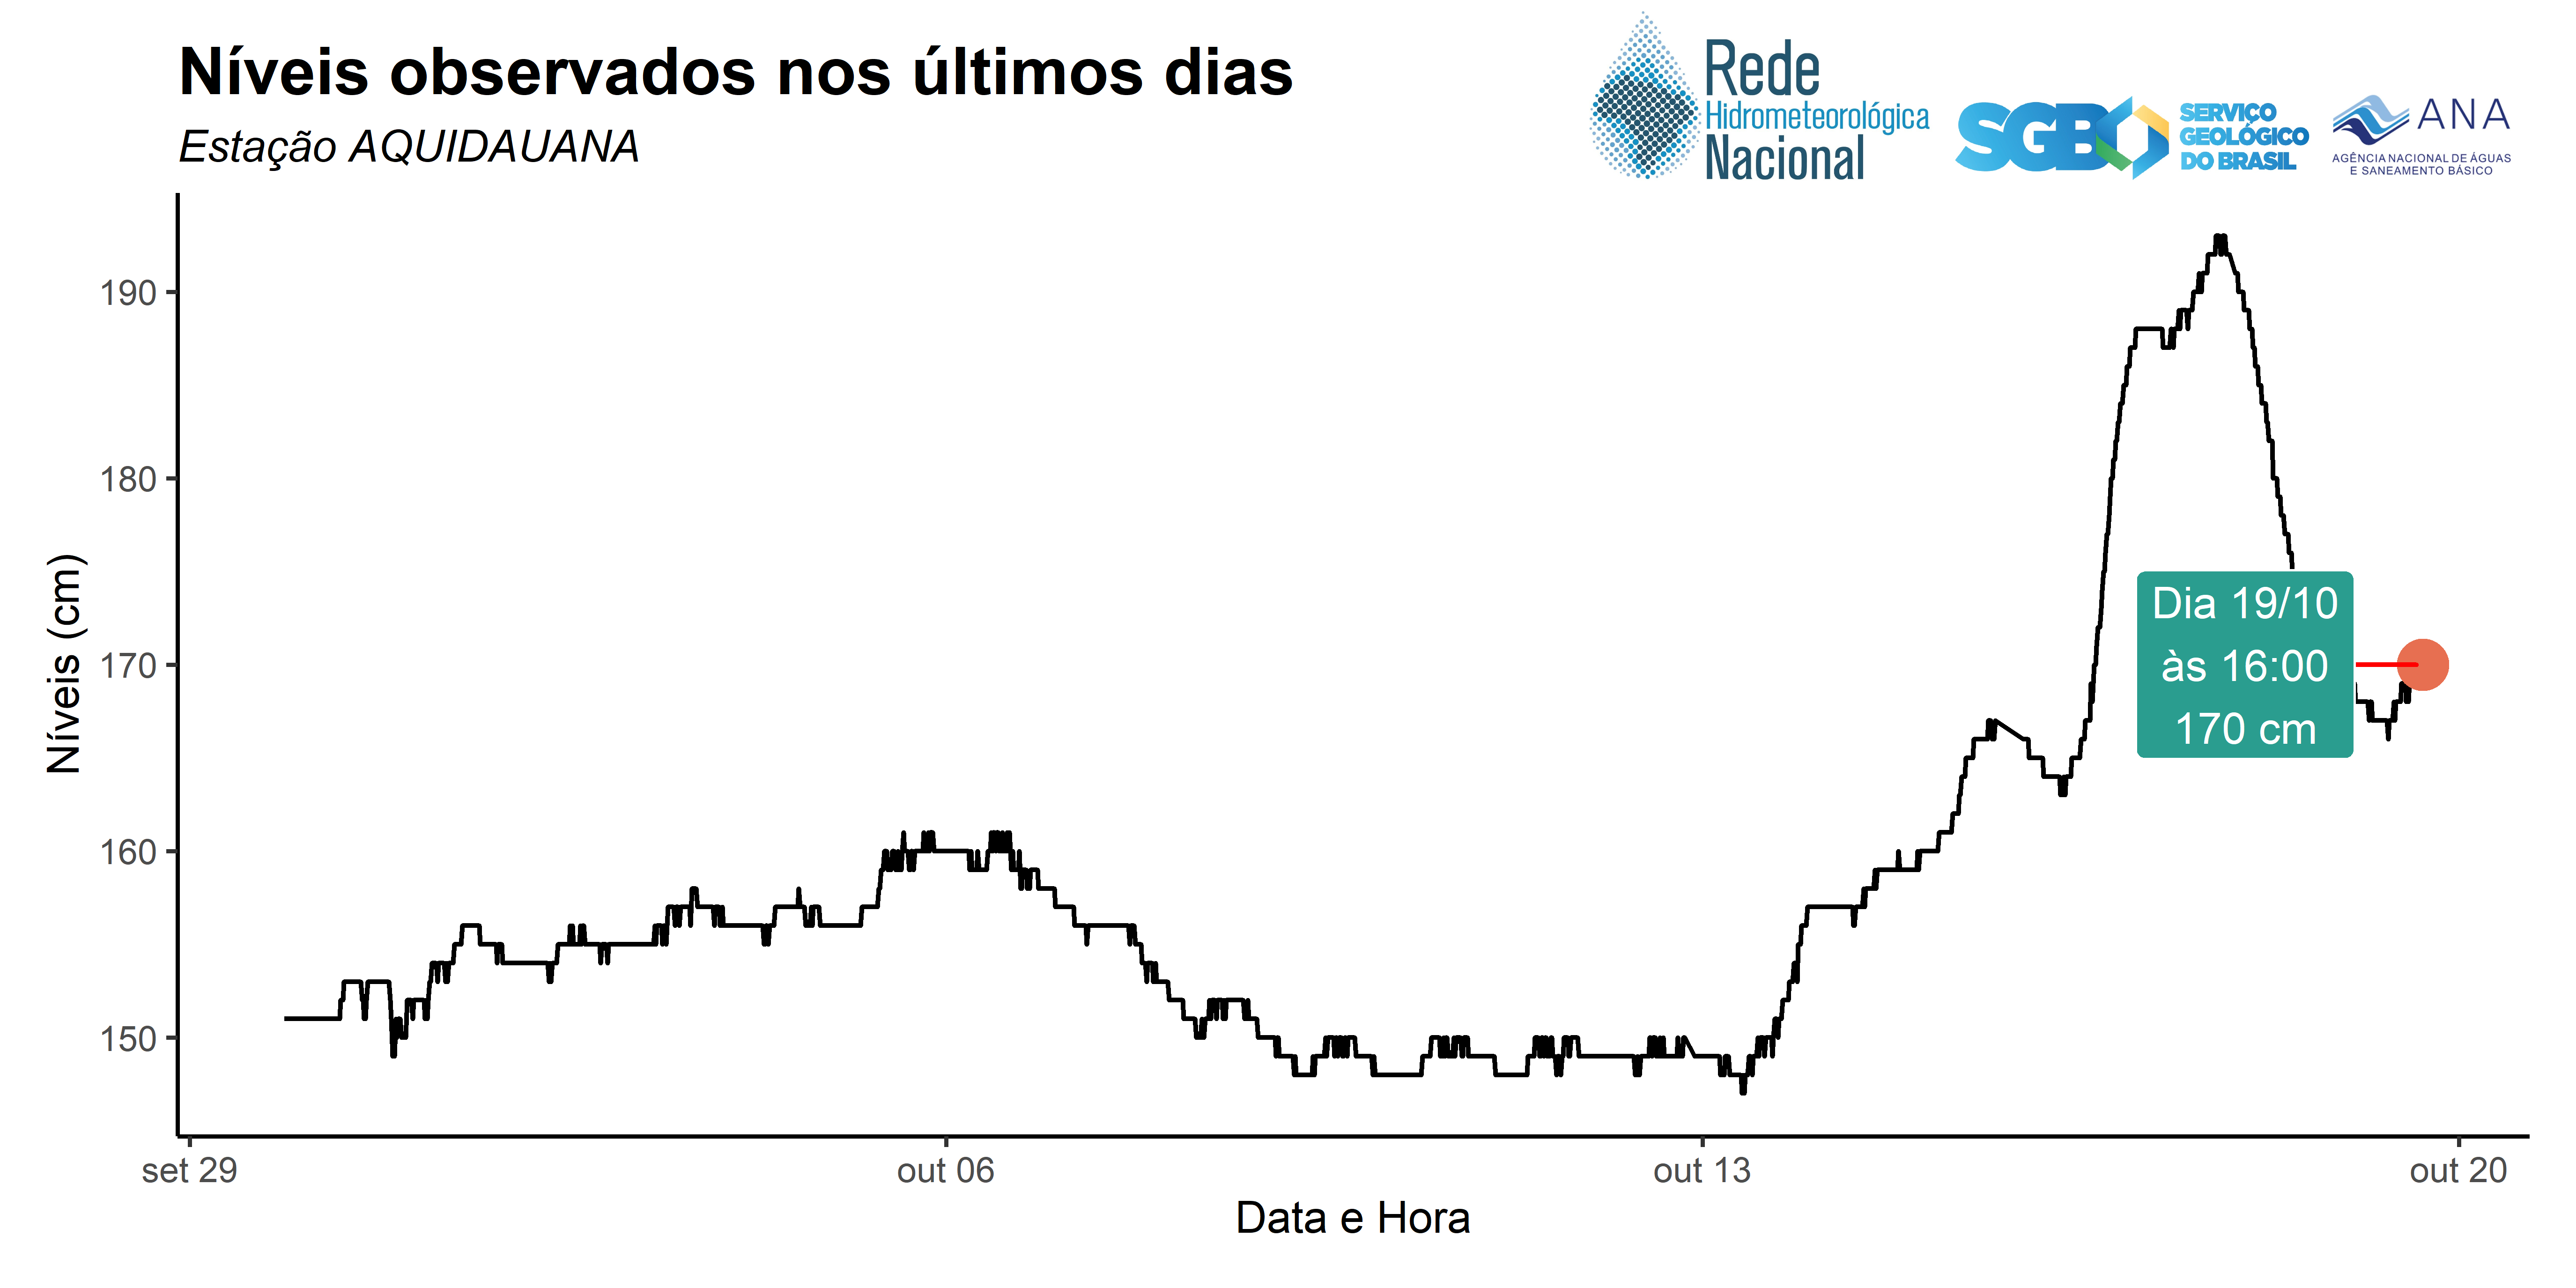 Níveis observados nos últimos dias
Estação AQUIDAUANA
Rede
Hidrometeorológica
Nacional
SGB
SERVIÇO
GEOLÓGICO
DO BRASIL
ANA
AGÊNCIA NACIONAL DE ÁGUAS
E SANEAMENTO BÁSICO
Níveis (cm)
190
180
170
160
150
Dia 19/10
às 16:00
170 cm
set 29
out 06
out 13
out 20
Data e Hora